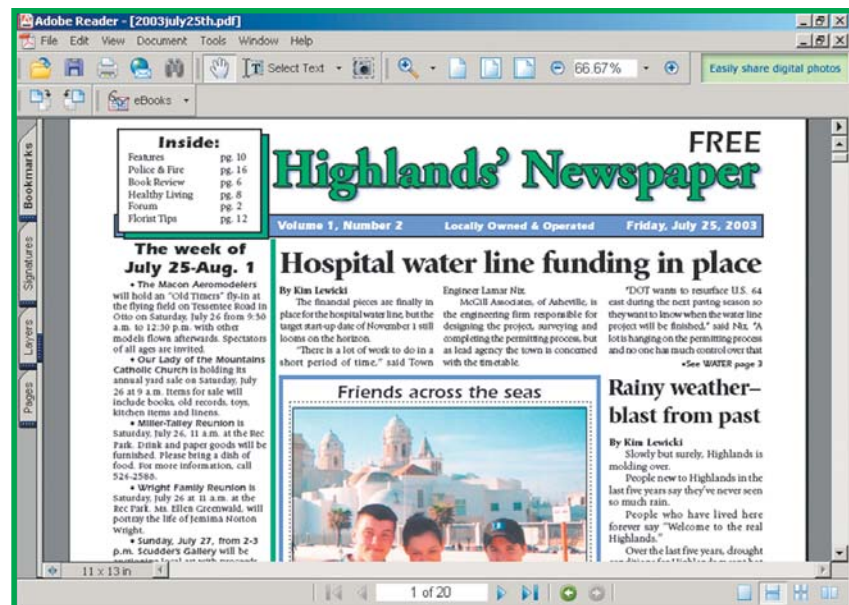 Adobe Reader - [2003july25th.pdf]
File Edit View Document Tools Window Help
Select Text
66.67%
Easily share digital photos
eBooks
Bookmarks
Signatures
Layers
Pages
Inside:
Features pg. 10
Police & Fire pg. 16
Book Review pg. 6
Healthy Living pg. 8
Forum pg. 2
Florist Tips pg. 12
FREE
Highlands' Newspaper
Volume 1, Number 2 Locally Owned & Operated Friday, July 25, 2003
The week of
July 25-Aug. 1
• The Macon Aeromodelers
will hold an "Old Timers" fly-in at
the flying field on Tessentee Road in
Otto on Saturday, July 26 from 9:30
a.m. to 12:30 p.m. with other
models flown afterwards. Spectators
of all ages are invited.
• Our Lady of the Mountains
Catholic Church is holding its
annual yard sale on Saturday, July
26 at 9 a.m. Items for sale will
include books, old records, toys,
kitchen items and linens.
• Miller-Talley Reunion is
Saturday, July 26, 11 a.m. at the Rec
Park. Drink and paper goods will be
furnished. Please bring a dish of
food. For more information, call
526-2588.
• Wright Family Reunion is
Saturday, July 26 at 11 a.m. at the
Rec Park. Ms. Ellen Greenwald, will
portray the life of Jemima Norton
Wright.
• Sunday, July 27, from 2-3
p.m. Scudder's Gallery will be
Hospital water line funding in place
By Kim Lewicki
The financial pieces are finally in
place for the hospital water line, but the
target start-up date of November 1 still
looms on the horizon.
"There is a lot of work to do in a
short period of time," said Town
Engineer Lamar Nix.
McGill Associates, of Asheville, is
the engineering firm responsible for
designing the project, surveying and
completing the permitting process, but
as lead agency the town is concerned
with the timetable.
"DOT wants to resurface U.S. 64
east during the next paving season so
they want to know when the water line
project will be finished," said Nix. "A
lot is hanging on the permitting process
and no one has much control over that
•See WATER page 3
Friends across the seas
Rainy weather–
blast from past
By Kim Lewicki
Slowly but surely, Highlands is
molding over.
People new to Highlands in the
last five years say they've never seen
so much rain.
People who have lived here
forever say "Welcome to the real
Highlands."
Over the last five years, drought
11 x 13 in
1 of 20